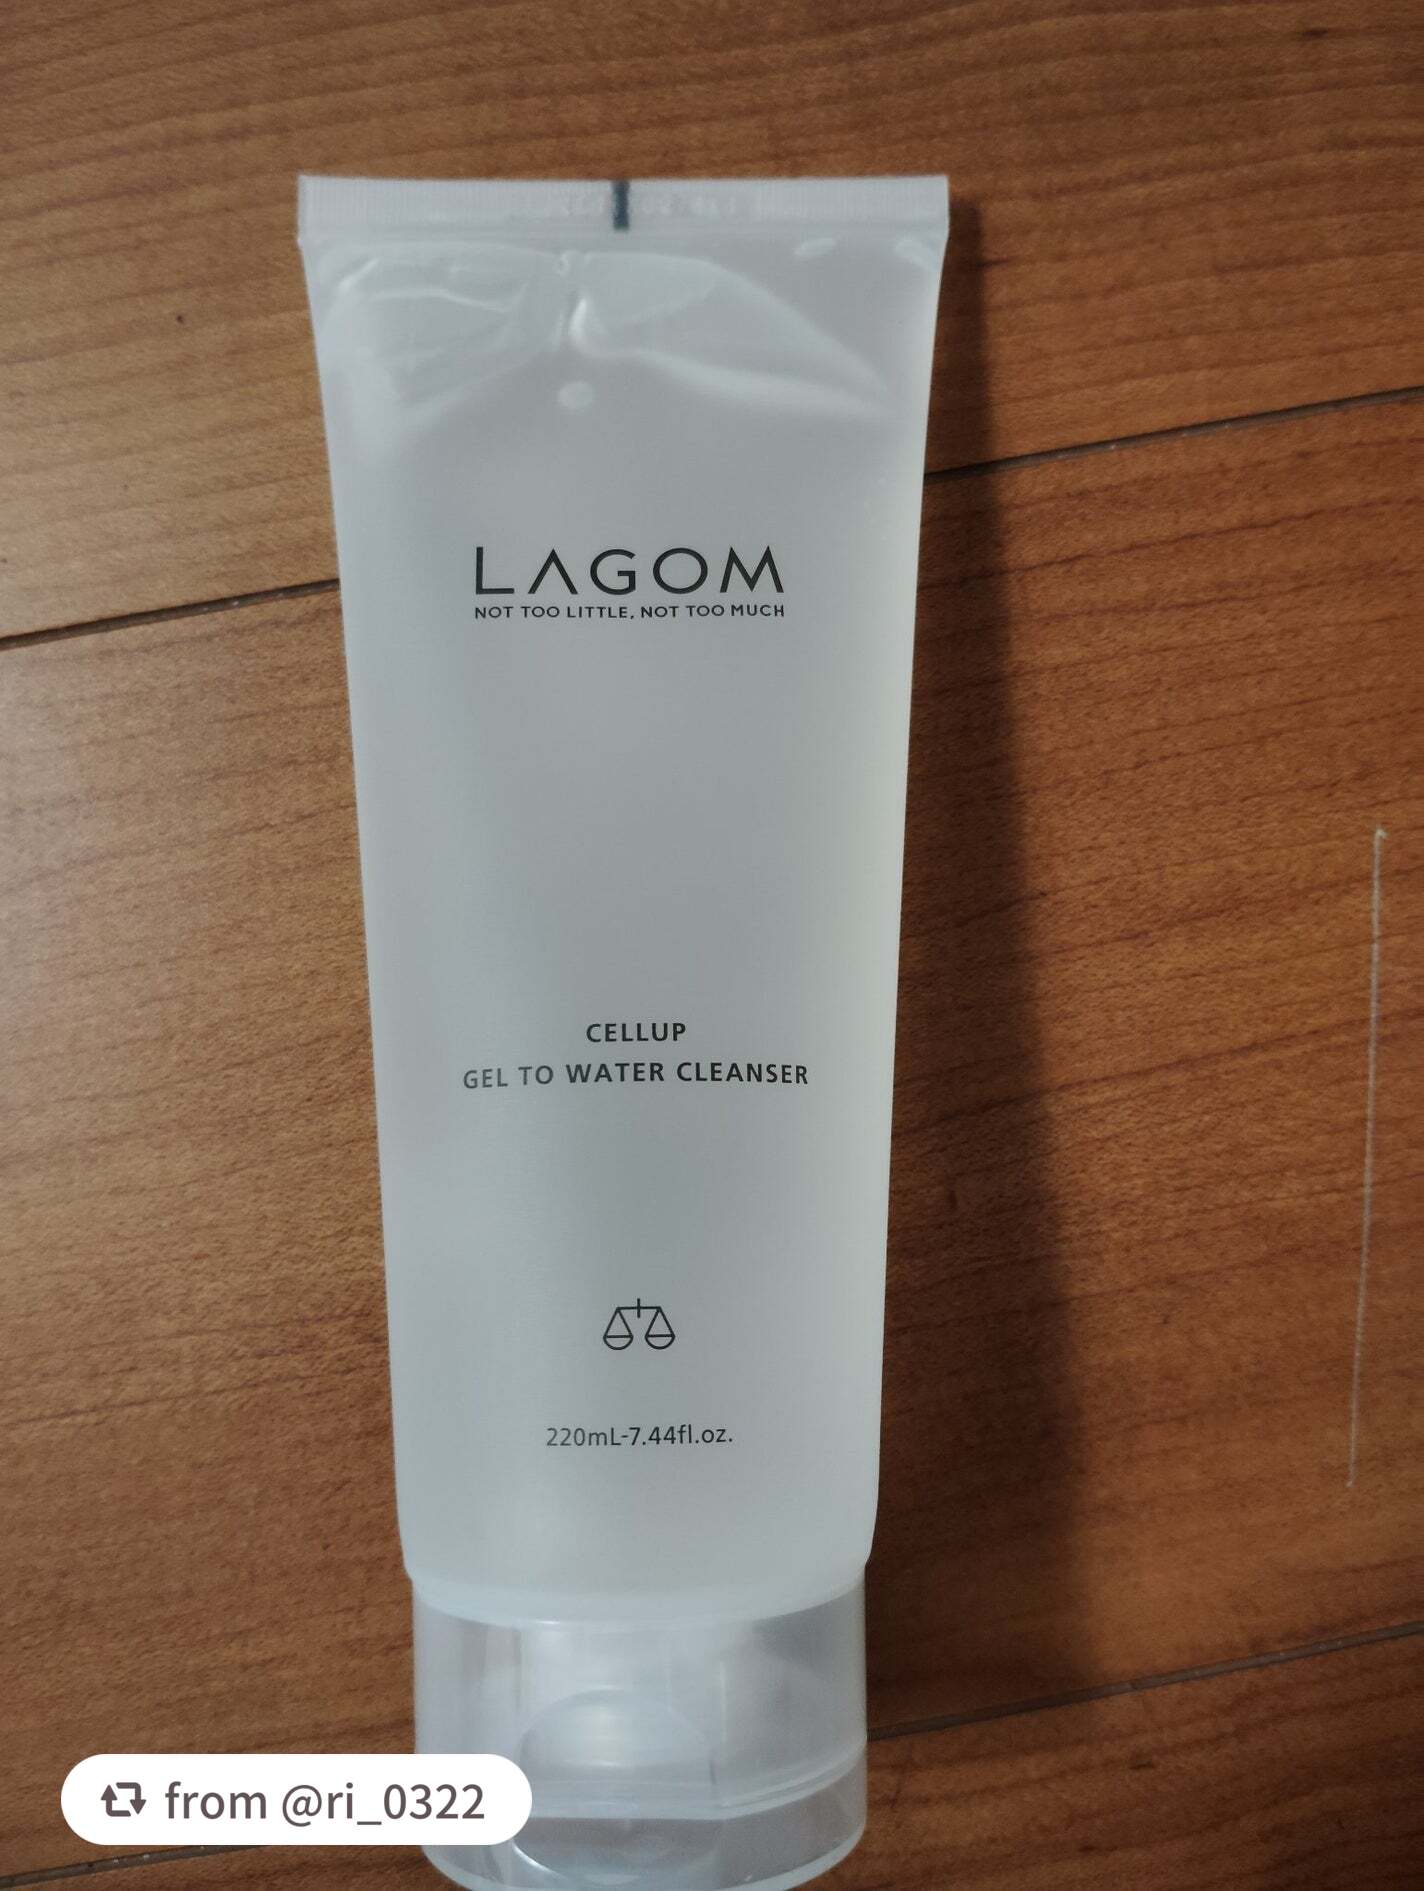 LAGOM
NOT TOO LITTLE, NOT TOO MUCH
CELLUP
GEL TO WATER CLEANSER
220mL-7.44fl.oz.
from @ri_0322